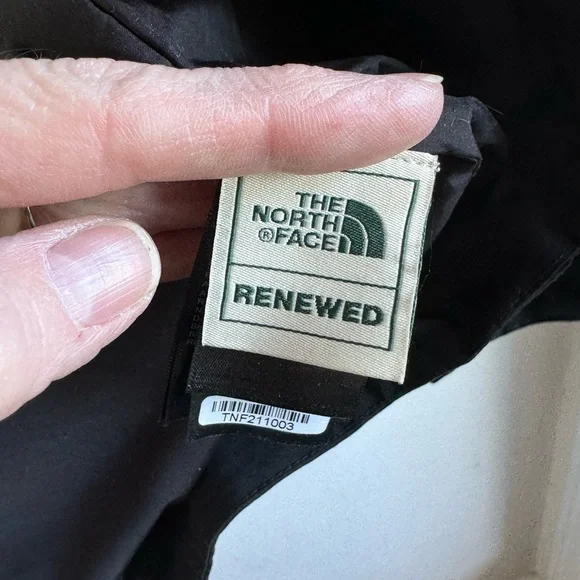 THE
NORTH
®FACE
RENEWED
TNF211003